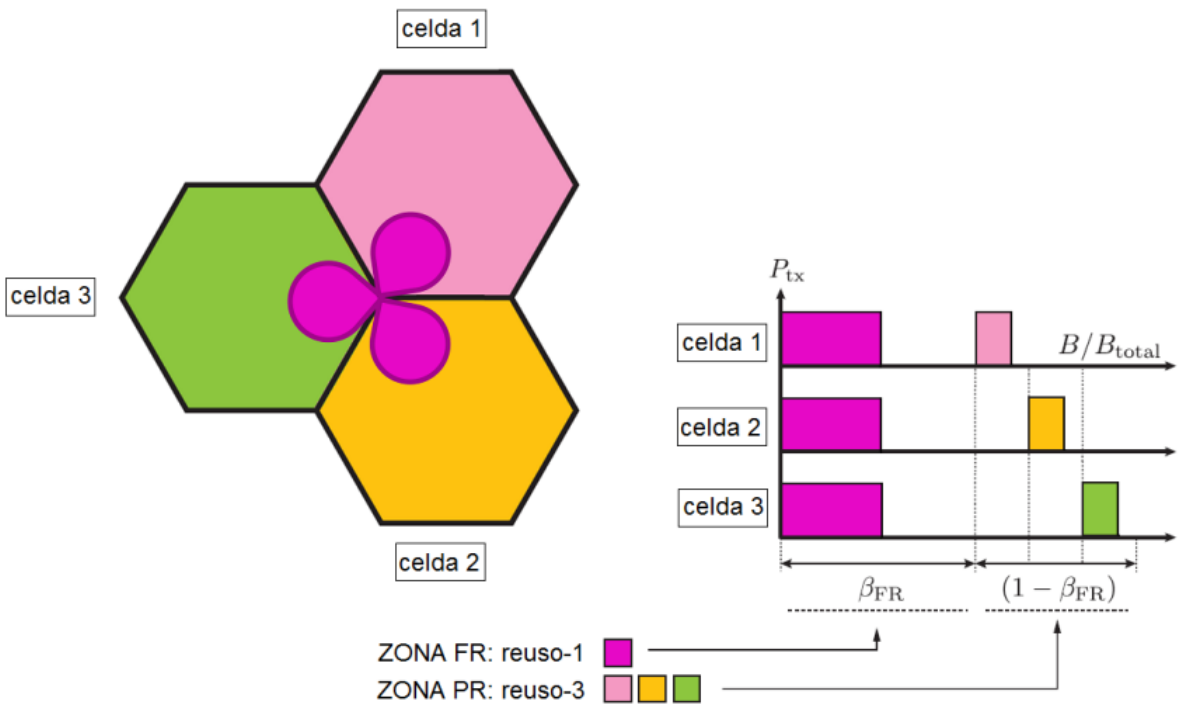 celda 1
celda 3
celda 2
P_tx
celda 1
B/B_total
celda 2
celda 3
β_FR
(1 − β_FR)
ZONA FR: reuso-1
ZONA PR: reuso-3